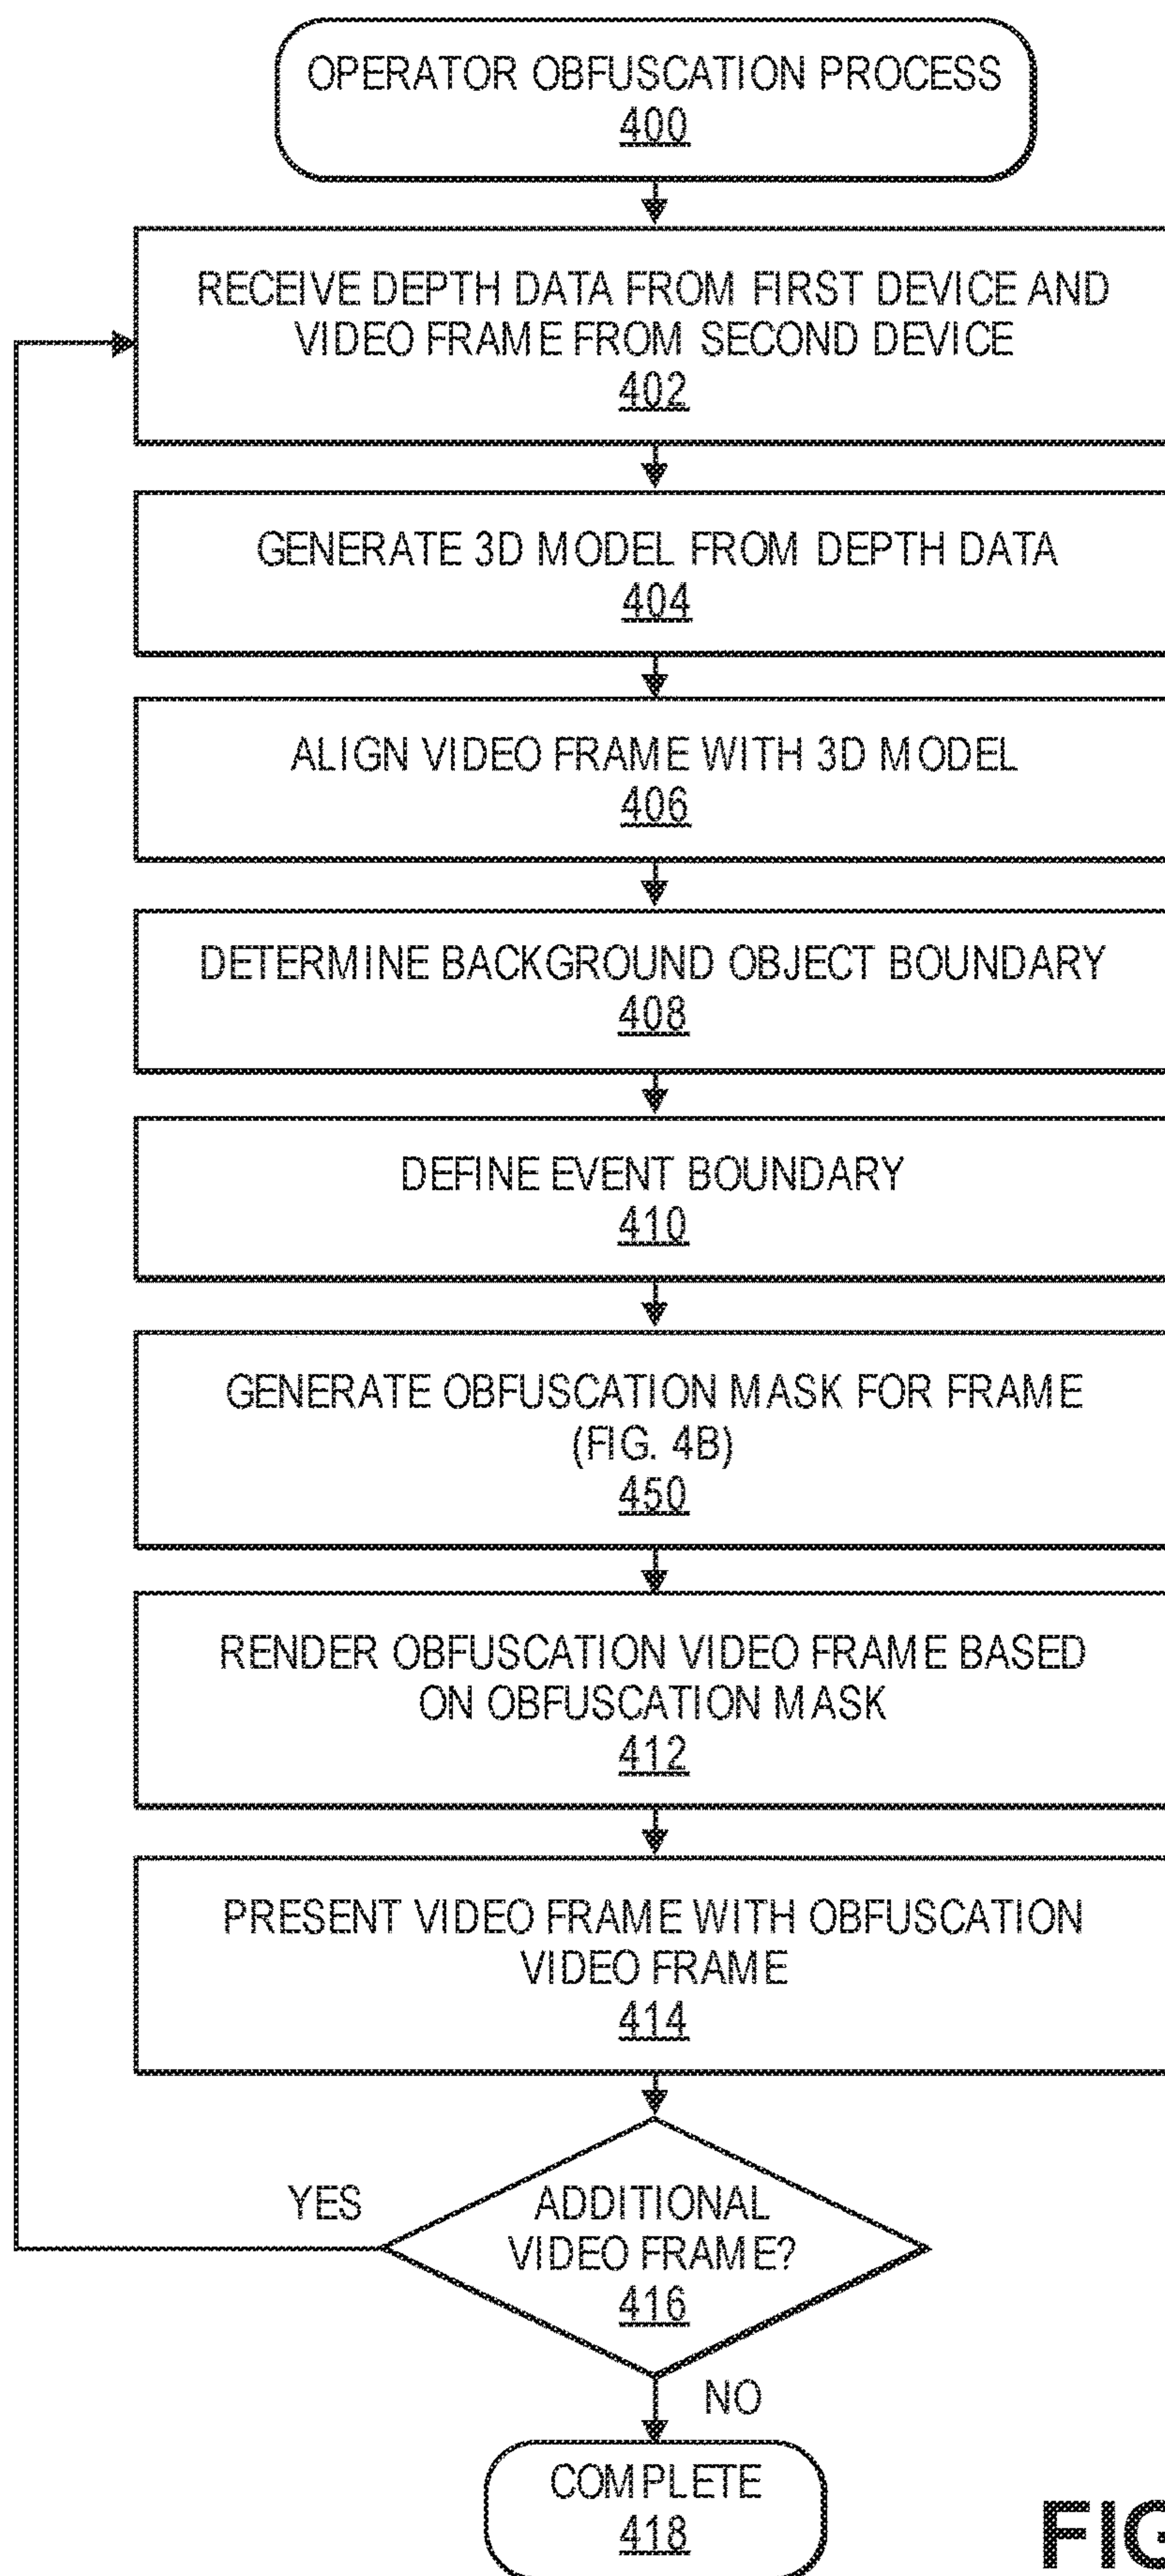 OPERATOR OBFUSCATION PROCESS
400
RECEIVE DEPTH DATA FROM FIRST DEVICE AND
VIDEO FRAME FROM SECOND DEVICE
402
GENERATE 3D MODEL FROM DEPTH DATA
404
ALIGN VIDEO FRAME WITH 3D MODEL
406
DETERMINE BACKGROUND OBJECT BOUNDARY
408
DEFINE EVENT BOUNDARY
410
GENERATE OBFUSCATION MASK FOR FRAME
(FIG. 4B)
450
RENDER OBFUSCATION VIDEO FRAME BASED
ON OBFUSCATION MASK
412
PRESENT VIDEO FRAME WITH OBFUSCATION
VIDEO FRAME
414
YES
ADDITIONAL
VIDEO FRAME?
416
NO
COMPLETE
418
FIG